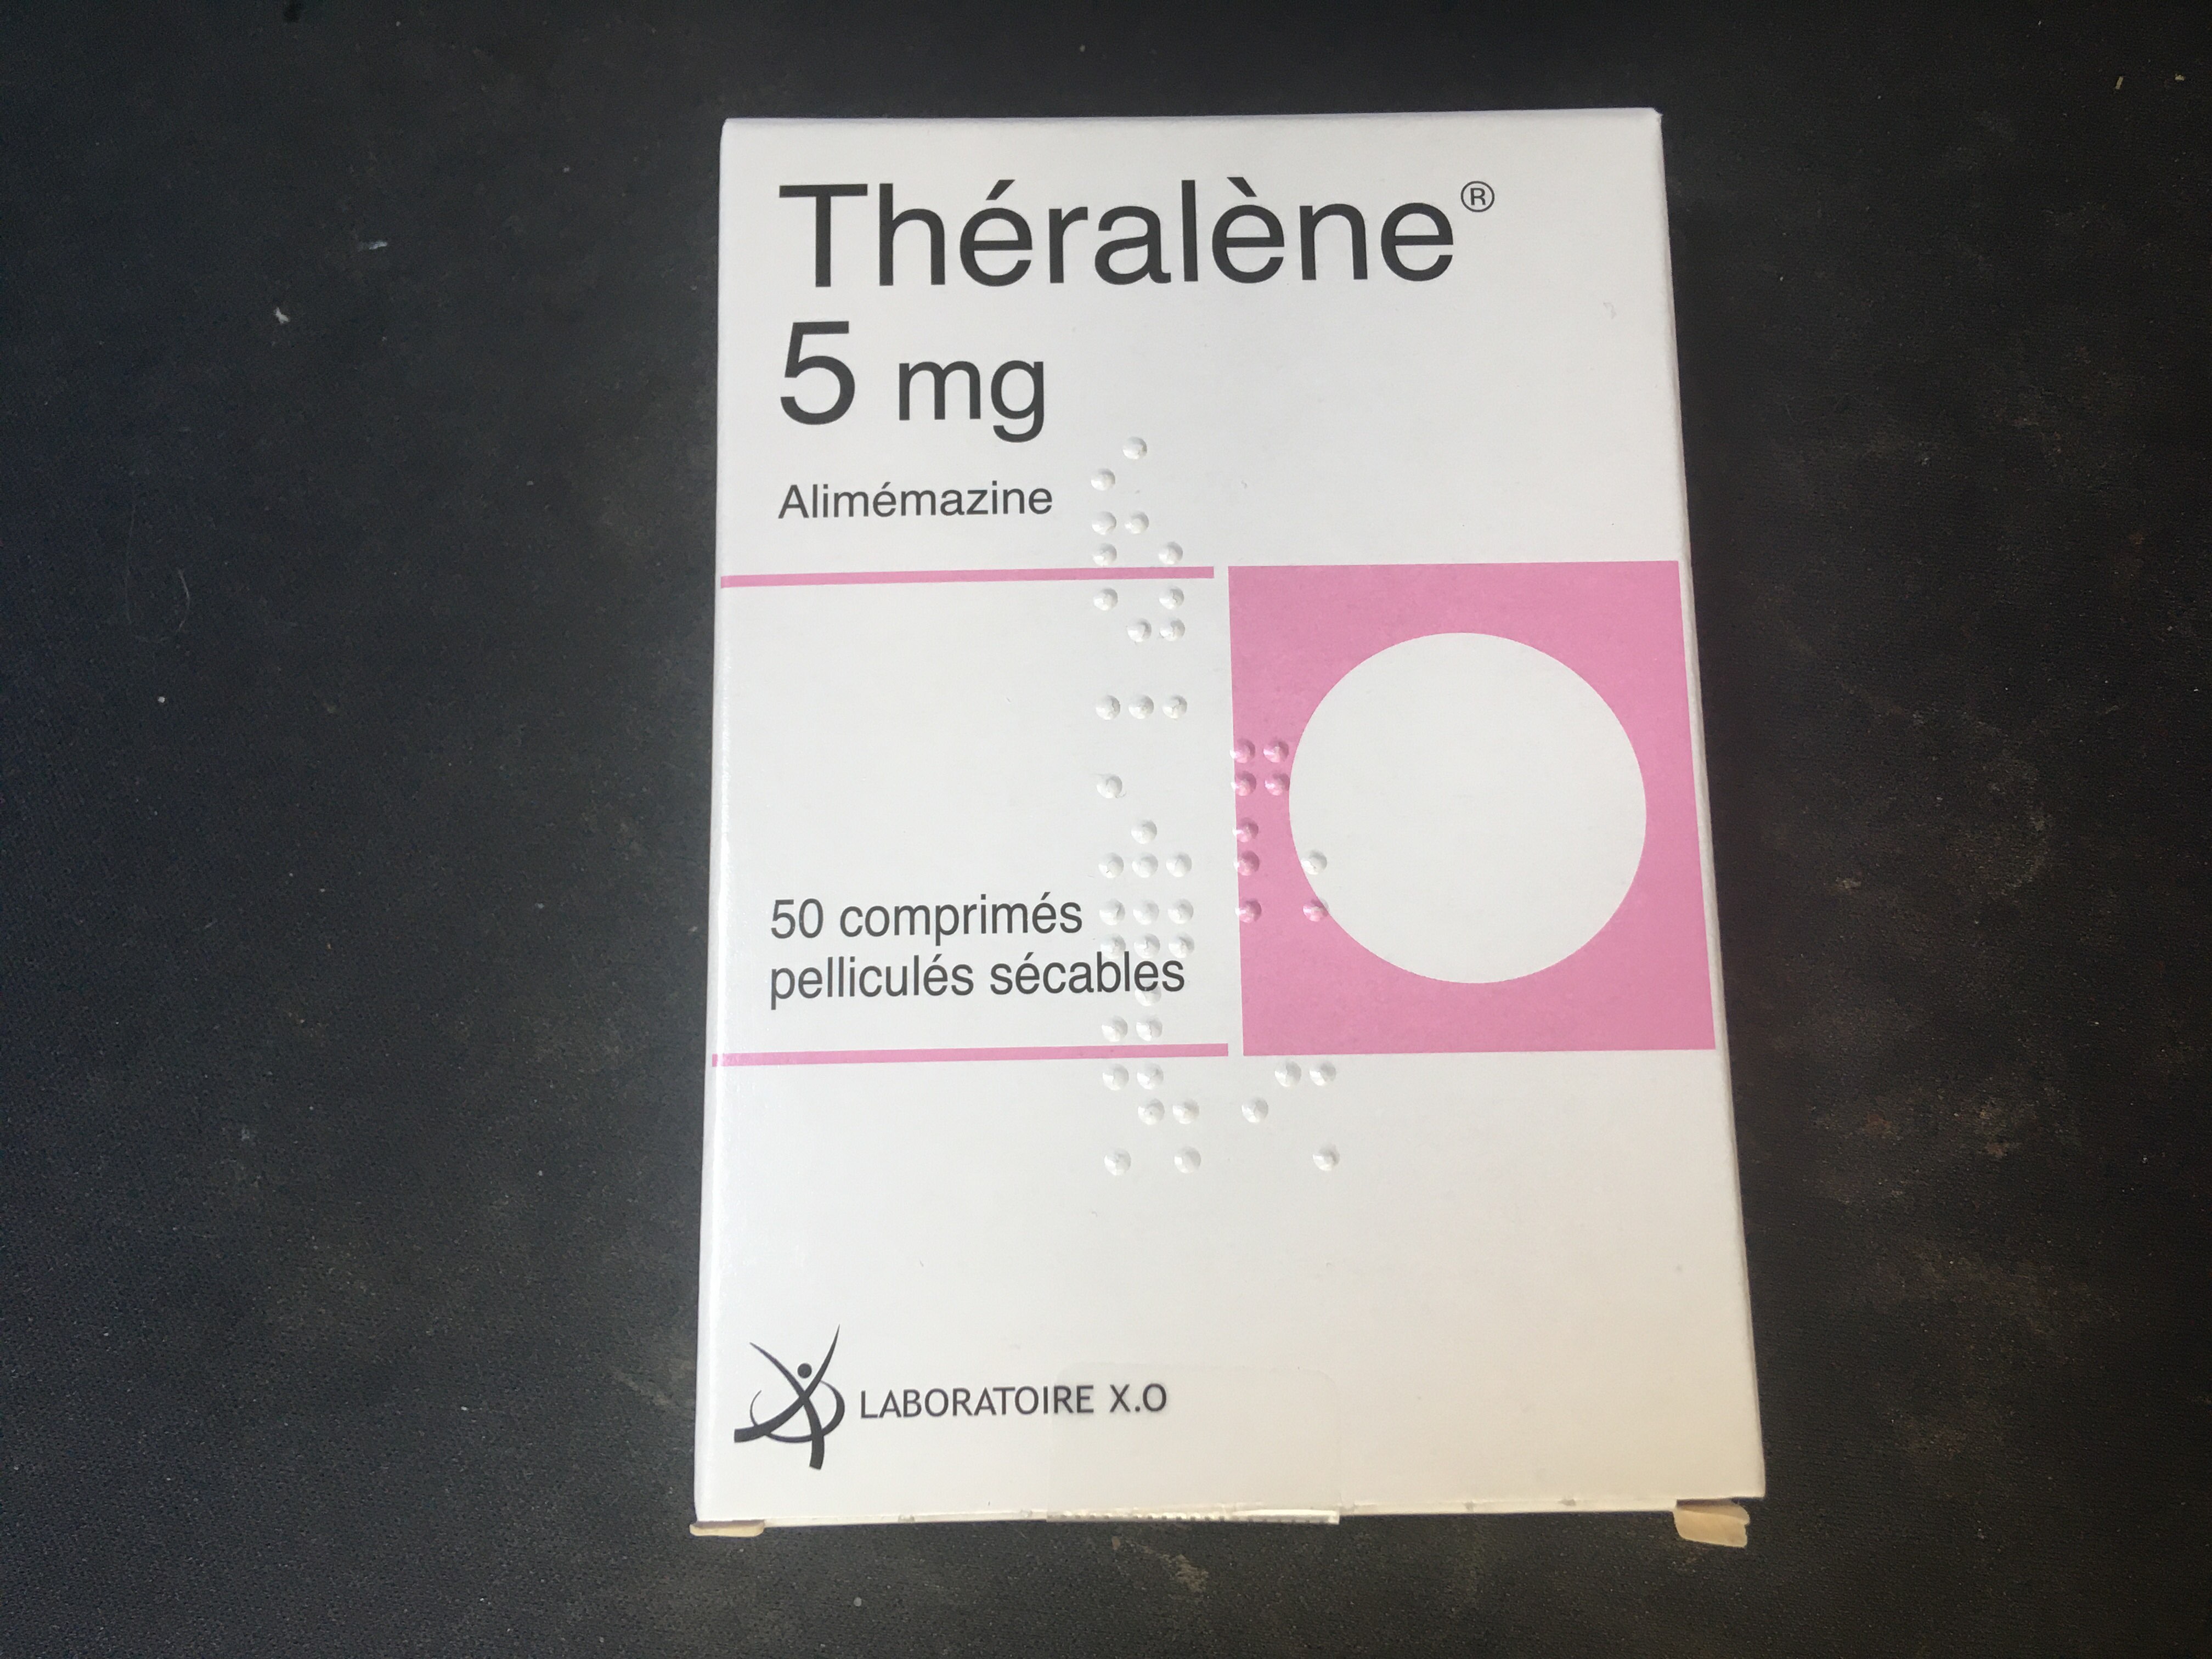 Théralène®
5 mg
Alimémazine
50 comprimés
pelliculés sécables
LABORATOIRE X.O